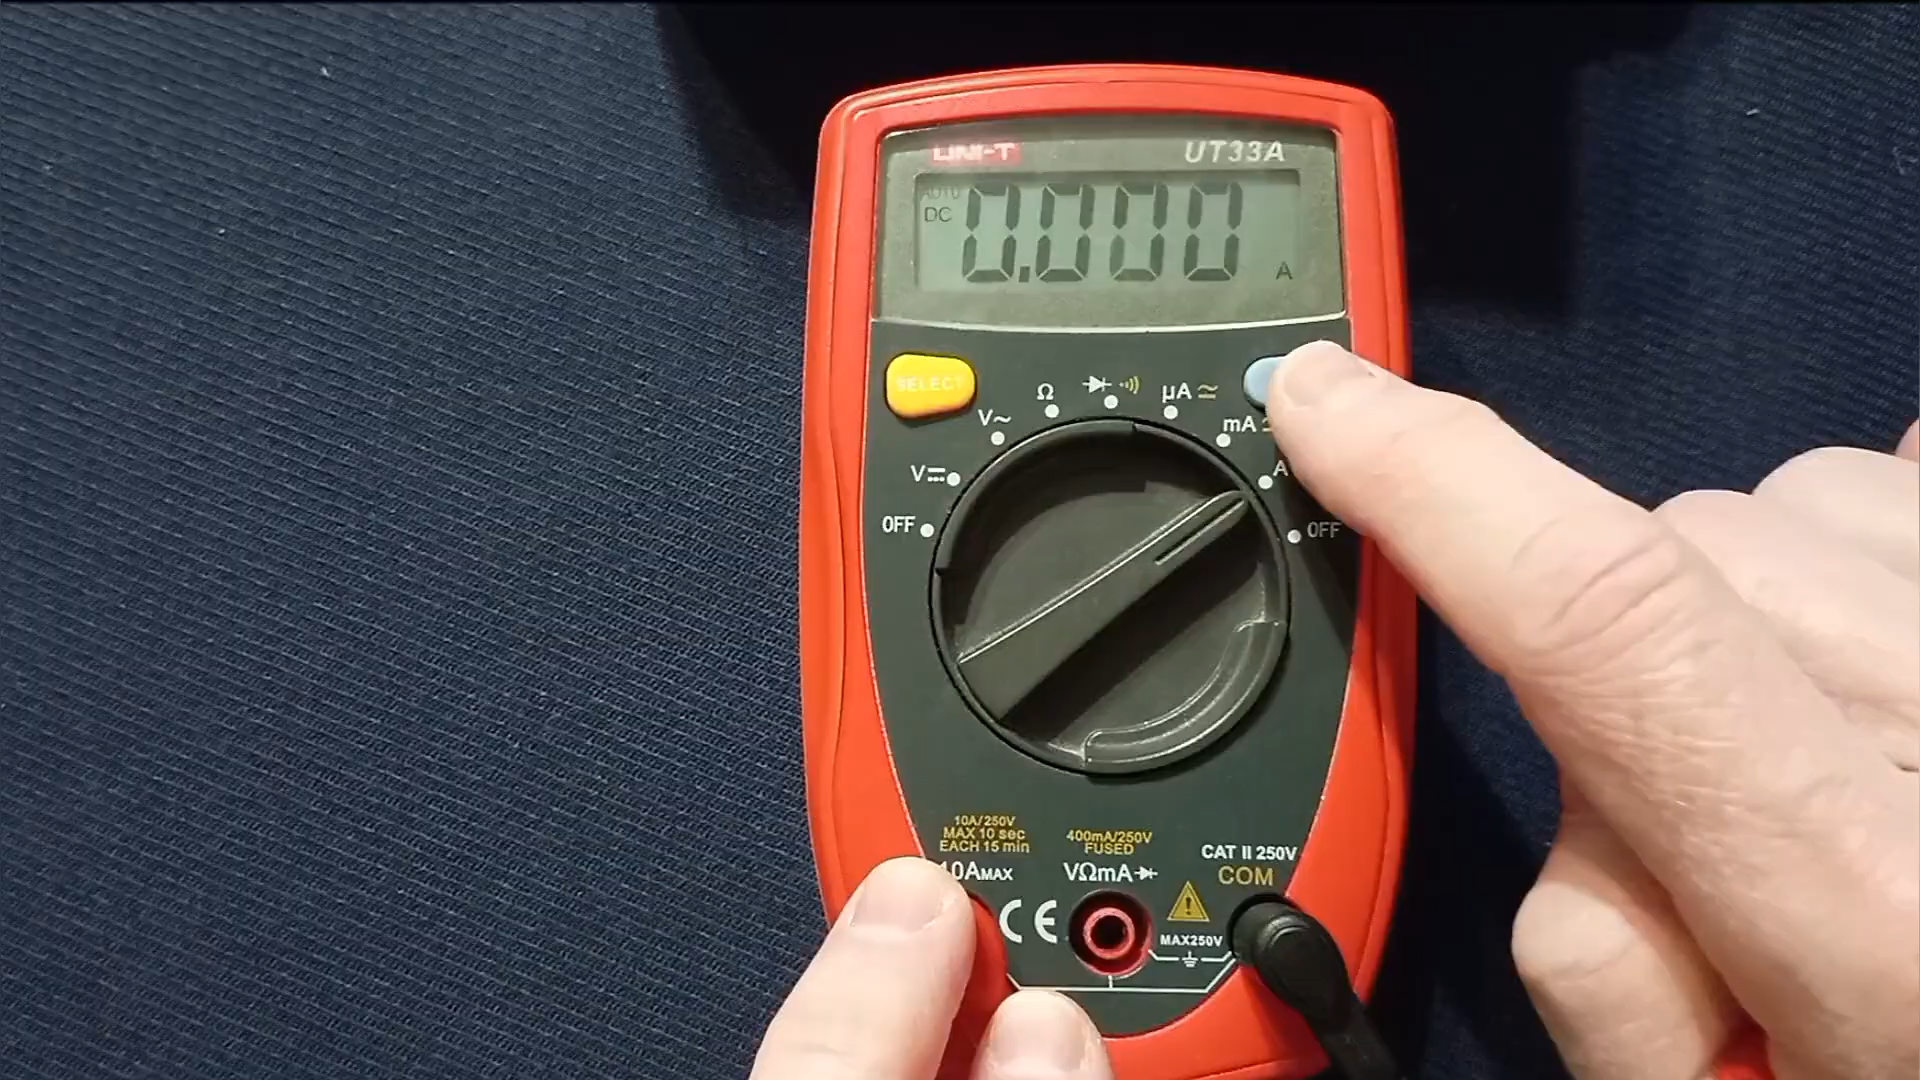 UNI-T UT33A
AUTO
DC
0.000 A
SELECT
Ω
µA
V~
mA
V
A
OFF
OFF
10A/250V
MAX 10 sec
EACH 15 min
400mA/250V
FUSED
CAT II 250V
10AMAX
VΩmA
COM
CE
MAX250V